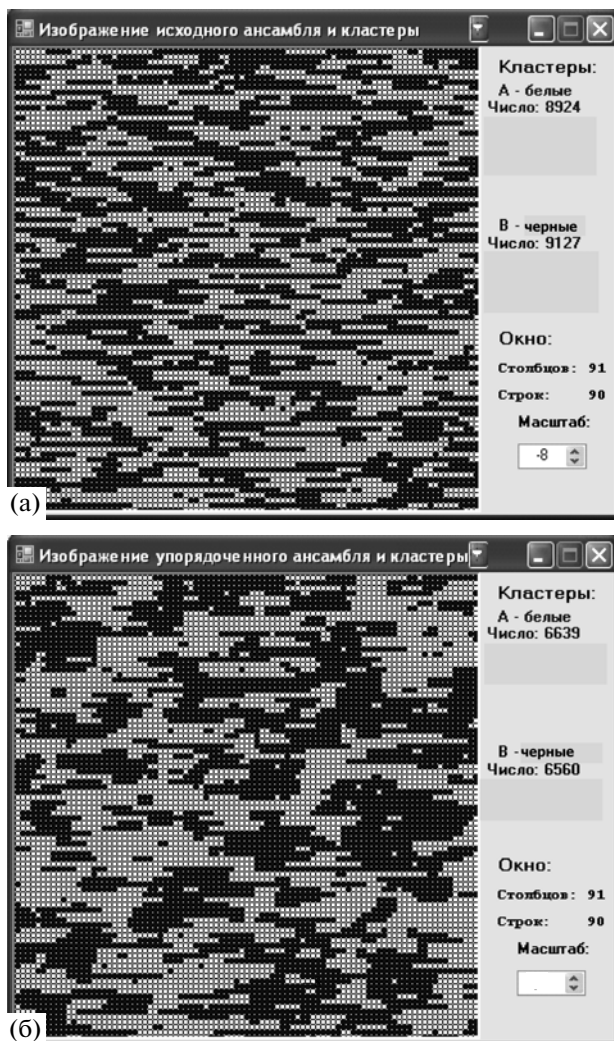 Изображение исходного ансамбля и кластеры
Кластеры:
А - белые
Число: 8924
В - черные
Число: 9127
Окно:
Столбцов: 91
Строк: 90
Масштаб:
-8
(а)
Изображение упорядоченного ансамбля и кластеры
Кластеры:
А - белые
Число: 6639
В -черные
Число: 6560
Окно:
Столбцов: 91
Строк: 90
Масштаб:
(б)